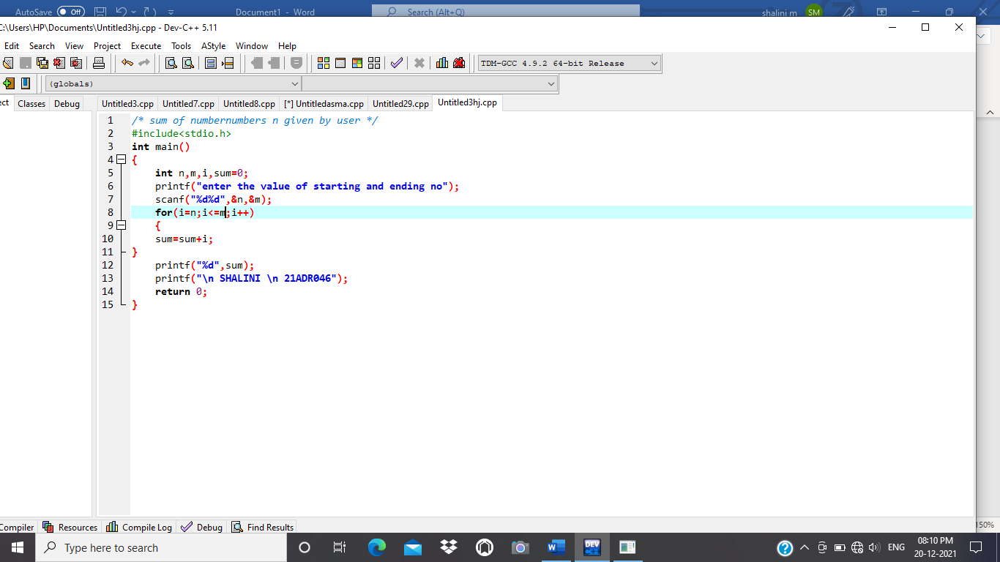 AutoSave Off Document1 - Word Search (Alt+Q) shalini m SM
C:\Users\HP\Documents\Untitled3hj.cpp - Dev-C++ 5.11
Edit Search View Project Execute Tools AStyle Window Help
TDM-GCC 4.9.2 64-bit Release
(globals)
ect Classes Debug Untitled3.cpp Untitled7.cpp Untitled8.cpp [*] Untitledasma.cpp Untitled29.cpp Untitled3hj.cpp
1 /* sum of numbernumbers n given by user */
2 #include<stdio.h>
3 int main()
4 {
5 int n,m,i,sum=0;
6 printf("enter the value of starting and ending no");
7 scanf("%d%d",&n,&m);
8 for(i=n;i<=m;i++)
9 {
10 sum=sum+i;
11 }
12 printf("%d",sum);
13 printf("\n SHALINI \n 21ADR046");
14 return 0;
15 }
Compiler Resources Compile Log Debug Find Results
150%
Type here to search DEV ENG 08:10 PM
20-12-2021